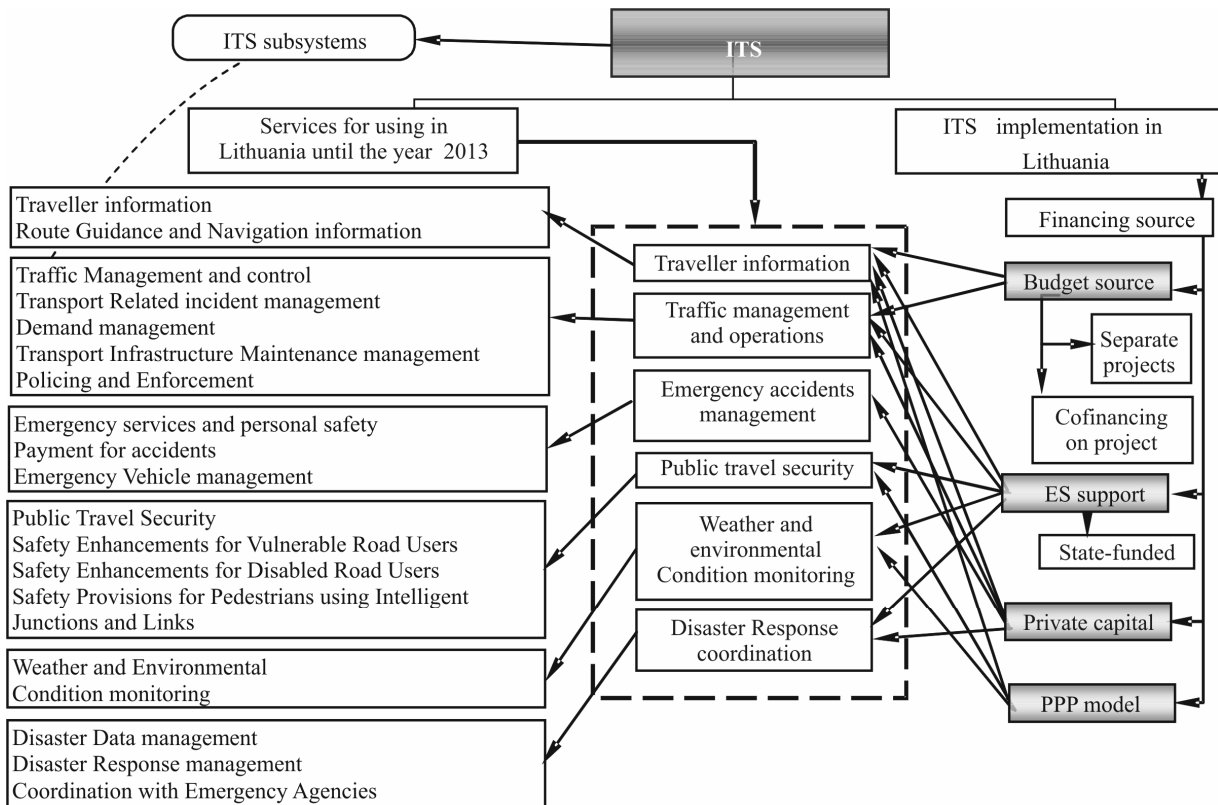 ITS subsystems
ITS
Services for using in
Lithuania until the year 2013
ITS implementation in
Lithuania
Traveller information
Route Guidance and Navigation information
Traffic Management and control
Transport Related incident management
Demand management
Transport Infrastructure Maintenance management
Policing and Enforcement
Emergency services and personal safety
Payment for accidents
Emergency Vehicle management
Public Travel Security
Safety Enhancements for Vulnerable Road Users
Safety Enhancements for Disabled Road Users
Safety Provisions for Pedestrians using Intelligent
Junctions and Links
Weather and Environmental
Condition monitoring
Disaster Data management
Disaster Response management
Coordination with Emergency Agencies
Traveller information
Traffic management
and operations
Emergency accidents
management
Public travel security
Weather and
environmental
Condition monitoring
Disaster Response
coordination
Financing source
Budget source
Separate
projects
Cofinancing
on project
ES support
State-funded
Private capital
PPP model